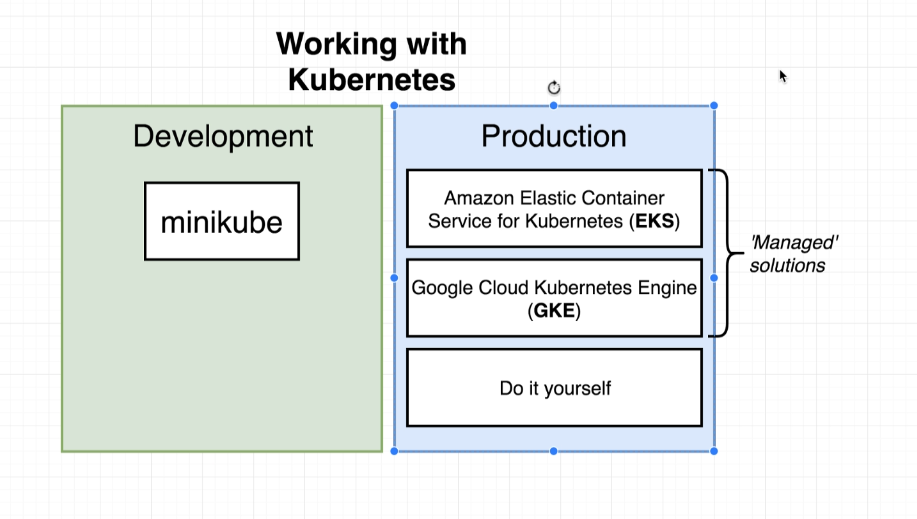 Working with
Kubernetes
Development
minikube
Production
Amazon Elastic Container
Service for Kubernetes (EKS)
Google Cloud Kubernetes Engine
(GKE)
Do it yourself
'Managed'
solutions